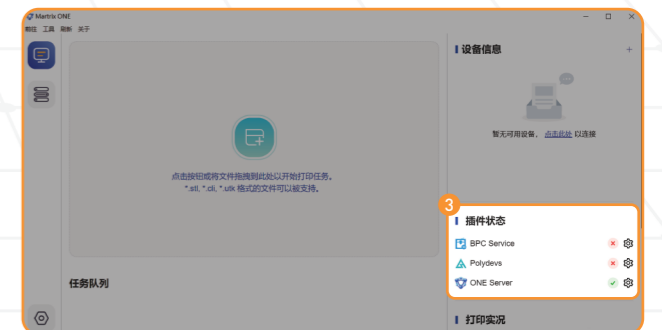 Martrix ONE
前往 工具 刷新 关于
设备信息
暂无可用设备， 点击此处 以连接
点击按钮或将文件拖拽到此处以开始打印任务。
*.stl, *.cli, *.utk 格式的文件可以被支持。
3
插件状态
BPC Service
Polydevs
ONE Server
任务队列
打印实况